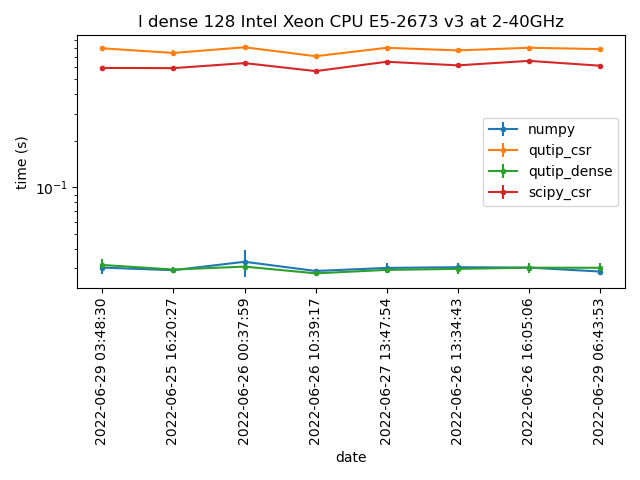 l dense 128 Intel Xeon CPU E5-2673 v3 at 2-40GHz
time (s)
10⁻¹
numpy
qutip_csr
qutip_dense
scipy_csr
2022-06-29 03:48:30
2022-06-25 16:20:27
2022-06-26 00:37:59
2022-06-26 10:39:17
2022-06-27 13:47:54
2022-06-26 13:34:43
2022-06-26 16:05:06
2022-06-29 06:43:53
date